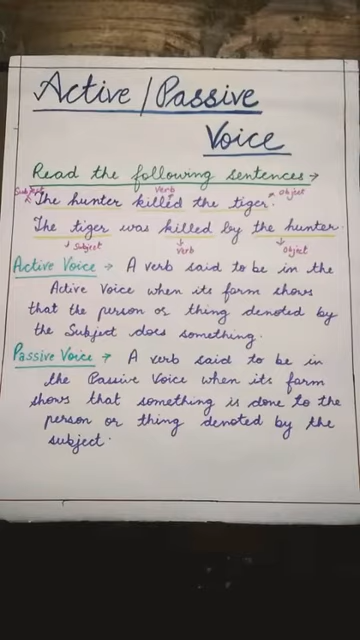 Active / Passive
Voice
Read the following sentences →
Subject Verb Object
The hunter killed the tiger.
The tiger was killed by the hunter.
Subject Verb Object
Active Voice → A verb said to be in the
Active Voice when its form shows
that the person or thing denoted by
the Subject does something.
Passive Voice → A verb said to be in
the Passive Voice when its form
shows that something is done to the
person or thing denoted by the
subject.